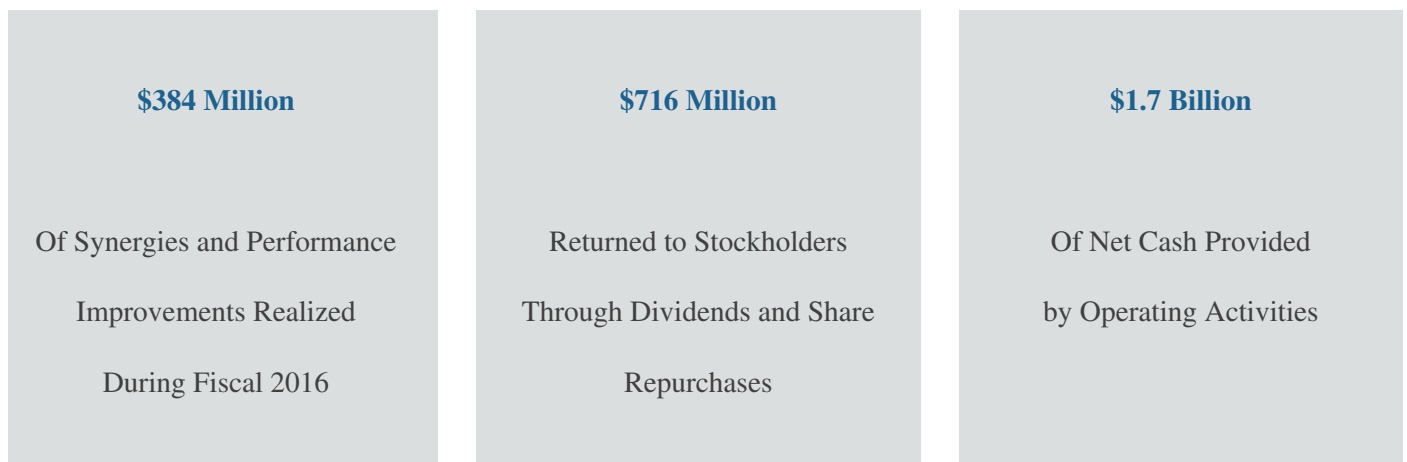 $384 Million
Of Synergies and Performance
Improvements Realized
During Fiscal 2016
$716 Million
Returned to Stockholders
Through Dividends and Share
Repurchases
$1.7 Billion
Of Net Cash Provided
by Operating Activities